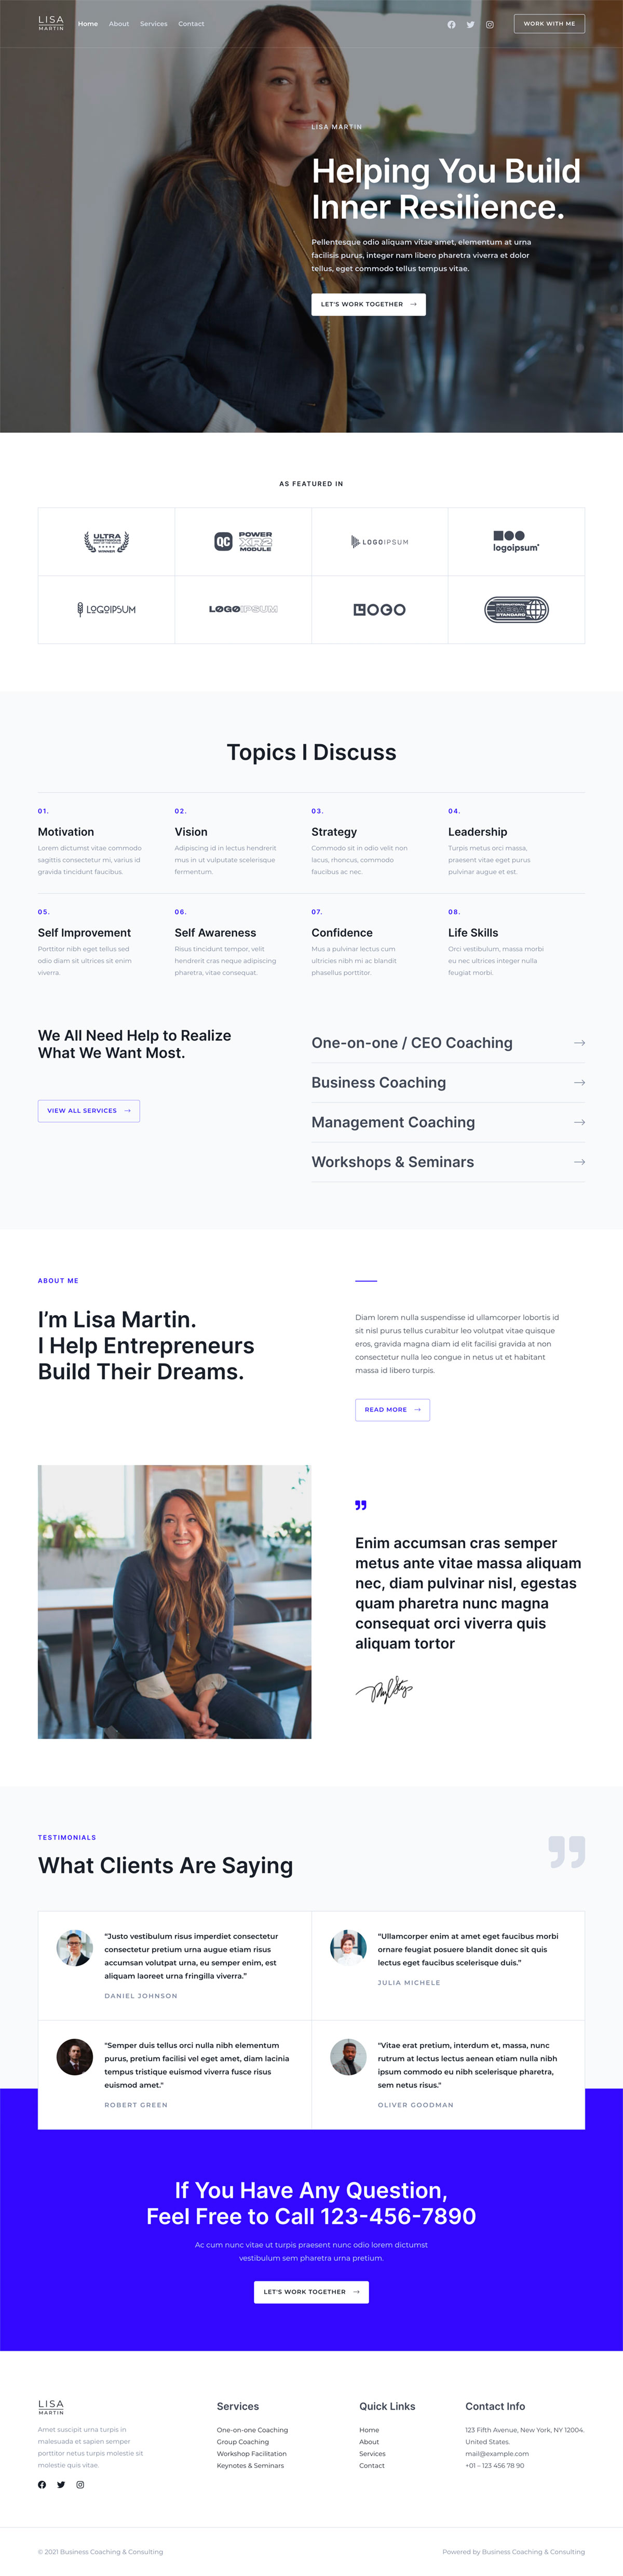 LISA
MARTIN
Home
About
Services
Contact
WORK WITH ME
LISA MARTIN
Helping You Build
Inner Resilience.
Pellentesque odio aliquam vitae amet, elementum at urna
facilisis purus, integer nam libero pharetra viverra et dolor
tellus, eget commodo tellus tempus vitae.
LET'S WORK TOGETHER
AS FEATURED IN
ULTRA
WINNER
QC
POWER
XR2
MODULE
LOGOIPSUM
logoipsum
LOGOIPSUM
LOGOIPSUM
LOGO
MEGA
STANDARD
Topics I Discuss
01.
Motivation
Lorem dictumst vitae commodo
sagittis consectetur mi, varius id
gravida tincidunt faucibus.
02.
Vision
Adipiscing id in lectus hendrerit
mus in ut vulputate scelerisque
fermentum.
03.
Strategy
Commodo sit in odio velit non
lacus, rhoncus, commodo
faucibus ac nec.
04.
Leadership
Turpis metus orci massa,
praesent vitae eget purus
pulvinar augue et est.
05.
Self Improvement
Porttitor nibh eget tellus sed
odio diam sit ultrices sit enim
viverra.
06.
Self Awareness
Risus tincidunt tempor, velit
hendrerit cras neque adipiscing
pharetra, vitae consequat.
07.
Confidence
Mus a pulvinar lectus cum
ultricies nibh mi ac blandit
phasellus porttitor.
08.
Life Skills
Orci vestibulum, massa morbi
eu nec ultrices integer nulla
feugiat morbi.
We All Need Help to Realize
What We Want Most.
VIEW ALL SERVICES
One-on-one / CEO Coaching
Business Coaching
Management Coaching
Workshops & Seminars
ABOUT ME
I’m Lisa Martin.
I Help Entrepreneurs
Build Their Dreams.
Diam lorem nulla suspendisse id ullamcorper lobortis id
sit nisl purus tellus curabitur leo volutpat vitae quisque
eros, gravida magna diam id elit facilisi gravida at non
consectetur nulla leo congue in netus ut et habitant
massa id libero turpis.
READ MORE
Enim accumsan cras semper
metus ante vitae massa aliquam
nec, diam pulvinar nisl, egestas
quam pharetra nunc magna
consequat orci viverra quis
aliquam tortor
TESTIMONIALS
What Clients Are Saying
“Justo vestibulum risus imperdiet consectetur
consectetur pretium urna augue etiam risus
accumsan volutpat urna, eu semper enim, est
aliquam laoreet urna fringilla viverra.”
DANIEL JOHNSON
“Ullamcorper enim at amet eget faucibus morbi
ornare feugiat posuere blandit donec sit quis
lectus eget faucibus scelerisque duis.”
JULIA MICHELE
"Semper duis tellus orci nulla nibh elementum
purus, pretium facilisi vel eget amet, diam lacinia
tempus tristique euismod viverra fusce risus
euismod amet."
ROBERT GREEN
"Vitae erat pretium, interdum et, massa, nunc
rutrum at lectus lectus aenean etiam nulla nibh
ipsum commodo eu nibh scelerisque pharetra,
sem netus risus."
OLIVER GOODMAN
If You Have Any Question,
Feel Free to Call 123-456-7890
Ac cum nunc vitae ut turpis praesent nunc odio lorem dictumst
vestibulum sem pharetra urna pretium.
LET'S WORK TOGETHER
LISA
MARTIN
Amet suscipit urna turpis in
malesuada et sapien semper
porttitor netus turpis molestie sit
molestie quis vitae.
Services
One-on-one Coaching
Group Coaching
Workshop Facilitation
Keynotes & Seminars
Quick Links
Home
About
Services
Contact
Contact Info
123 Fifth Avenue, New York, NY 12004.
United States.
mail@example.com
+01 – 123 456 78 90
© 2021 Business Coaching & Consulting
Powered by Business Coaching & Consulting